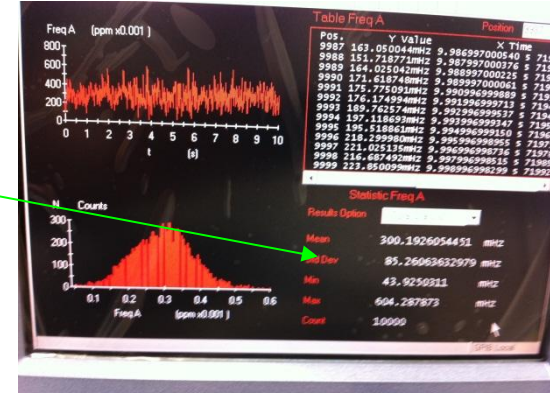 Freq.A (ppm x0.001 )
800
600
400
200
0
0 1 2 3 4 5 6 7 8 9 10
t (s)
N Counts
300
200
100
0
0.1 0.2 0.3 0.4 0.5 0.6
Freq.A (ppm x0.001 )
Table Freq.A
Position
Pos. Y Value X Time
9987 163.050044mHz 9.986997000540 S
9988 151.718771mHz 9.987997000376 S
9989 164.025042mHz 9.988997000225 S
9990 171.618748mHz 9.989997000061 S
9991 175.775091mHz 9.990996999989 S
9992 176.174994mHz 9.991996999713 S
9993 189.762574mHz 9.992996999537 S
9994 197.118693mHz 9.993996999347 S
9995 195.518861mHz 9.994996999150 S
9996 218.299980mHz 9.995996998955 S
9997 221.025135mHz 9.996996998736 S
9998 216.687492mHz 9.997996998515 S
9999 223.850099mHz 9.998996998299 S
Statistic Freq.A
Results Option
Mean 300.1926054451 mHz
Std Dev 85.26063632979 mHz
Min 43.9250311 mHz
Max 604.287873 mHz
Count 10000
GPIB: Local